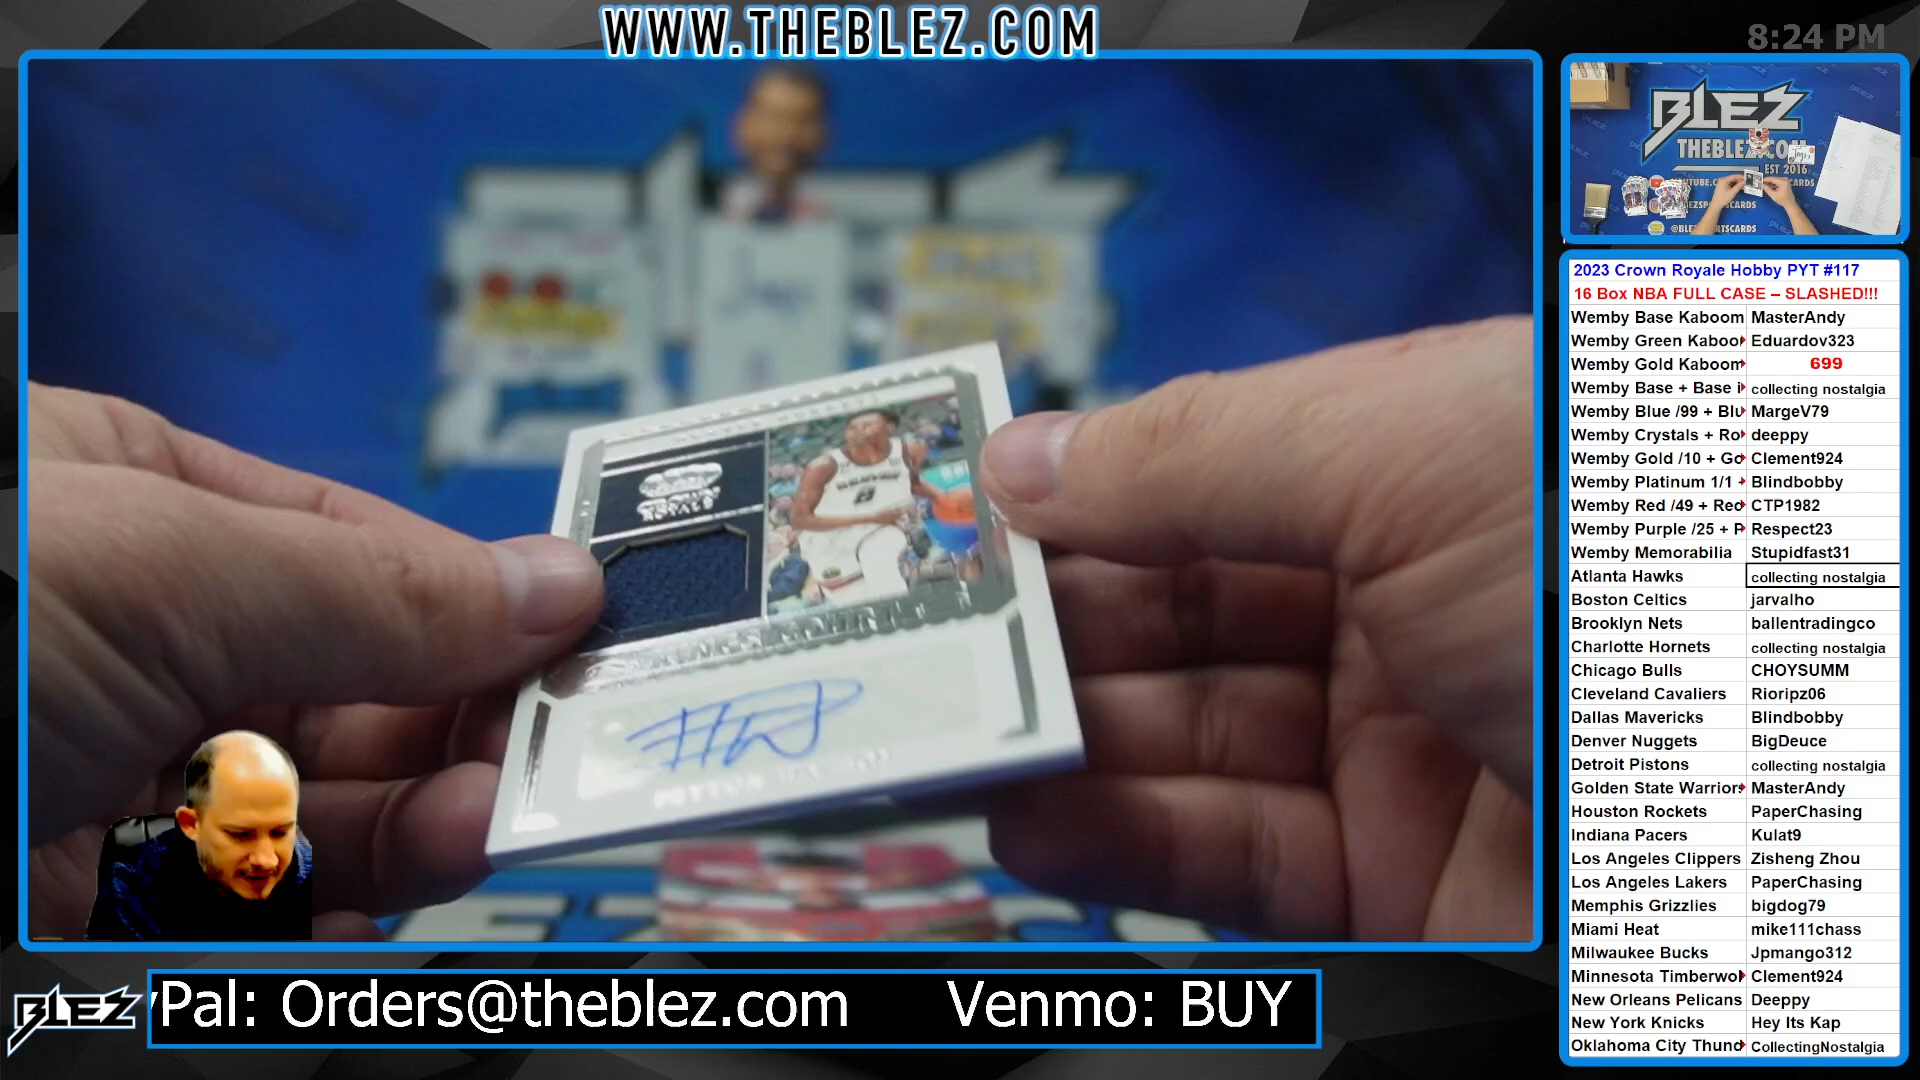 WWW.THEBLEZ.COM
8:24 PM
BLEZ
THEBLEZ.COM
EST 2016
CROWN
ROYALE
8
2023 Crown Royale Hobby PYT #117
16 Box NBA FULL CASE – SLASHED!!!
Wemby Base Kaboom MasterAndy
Wemby Green Kaboo Eduardov323
Wemby Gold Kaboom 699
Wemby Base + Base i collecting nostalgia
Wemby Blue /99 + Blu MargeV79
Wemby Crystals + Ro deeppy
Wemby Gold /10 + Go Clement924
Wemby Platinum 1/1 + Blindbobby
Wemby Red /49 + Red CTP1982
Wemby Purple /25 + P Respect23
Wemby Memorabilia Stupidfast31
Atlanta Hawks collecting nostalgia
Boston Celtics jarvalho
Brooklyn Nets ballentradingco
Charlotte Hornets collecting nostalgia
Chicago Bulls CHOYSUMM
Cleveland Cavaliers Rioripz06
Dallas Mavericks Blindbobby
Denver Nuggets BigDeuce
Detroit Pistons collecting nostalgia
Golden State Warriors MasterAndy
Houston Rockets PaperChasing
Indiana Pacers Kulat9
Los Angeles Clippers Zisheng Zhou
Los Angeles Lakers PaperChasing
Memphis Grizzlies bigdog79
Miami Heat mike111chass
Milwaukee Bucks Jpmango312
Minnesota Timberwol Clement924
New Orleans Pelicans Deeppy
New York Knicks Hey Its Kap
Oklahoma City Thund CollectingNostalgia
BLEZ
Pal: Orders@theblez.com Venmo: BUY